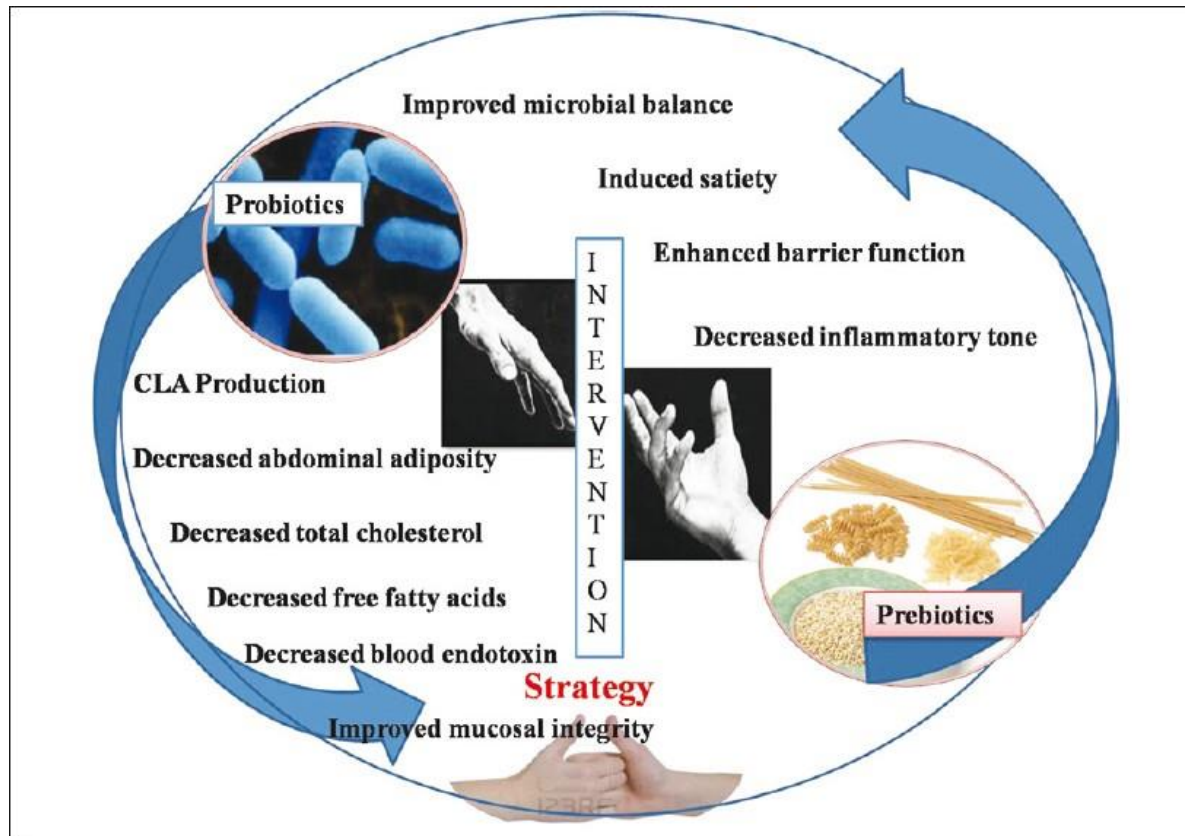 Improved microbial balance
Induced satiety
Probiotics
Enhanced barrier function
INTERVENTION
Decreased inflammatory tone
CLA Production
Decreased abdominal adiposity
Decreased total cholesterol
Decreased free fatty acids
Prebiotics
Decreased blood endotoxin
Strategy
Improved mucosal integrity